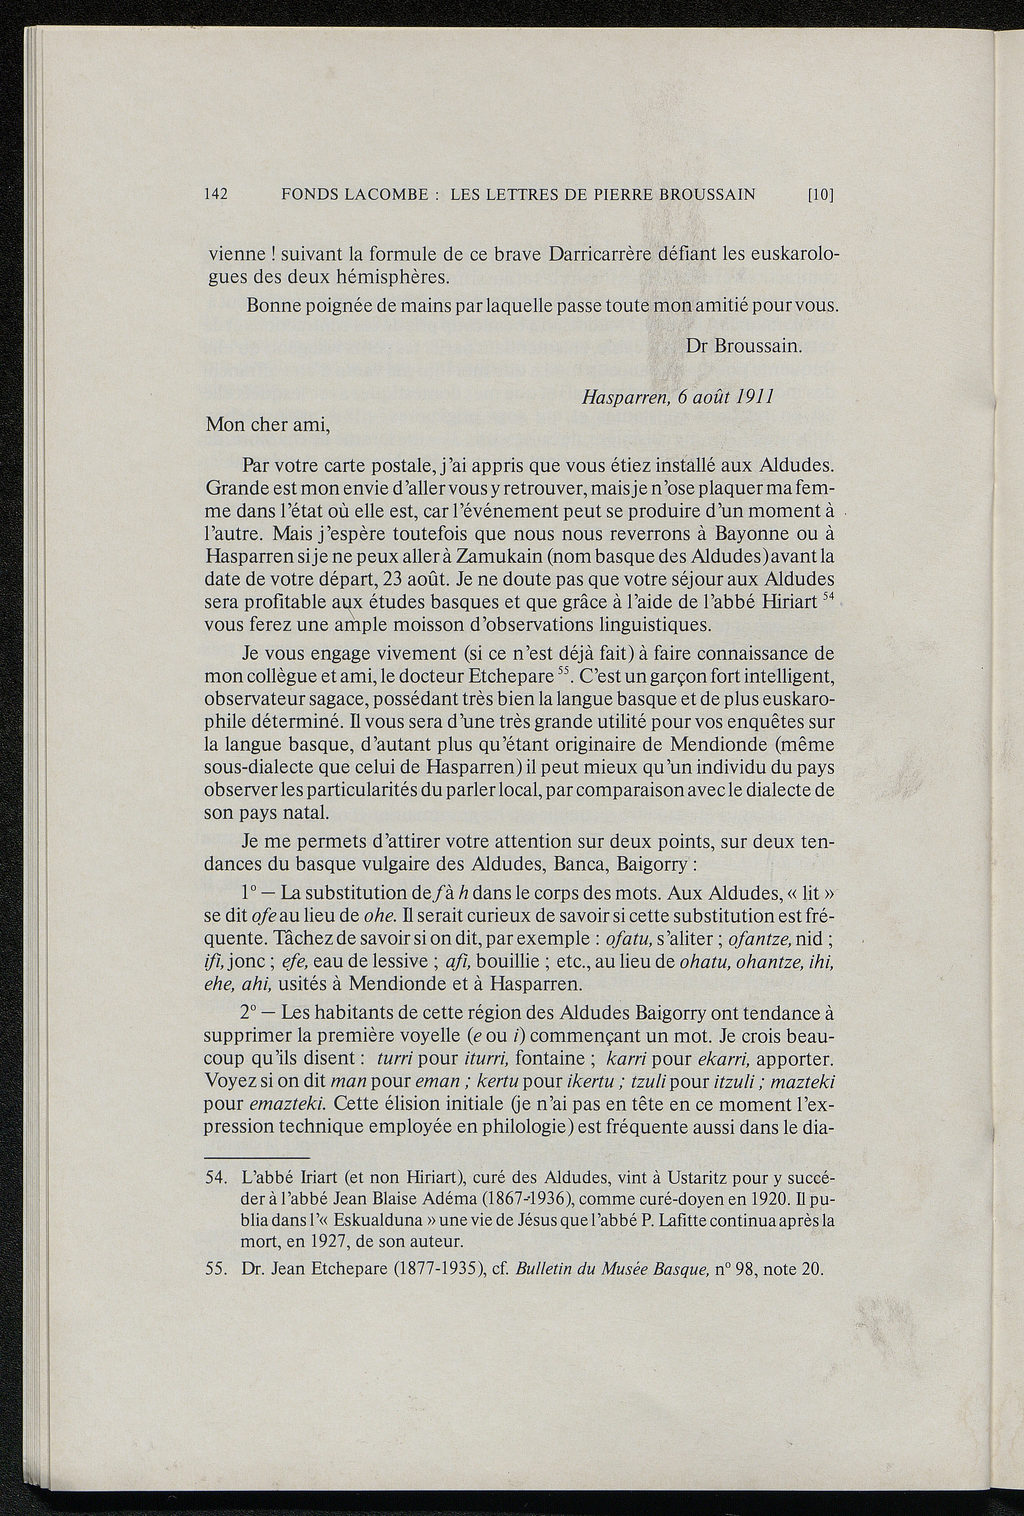 142 FONDS LACOMBE : LES LETTRES DE PIERRE BROUSSAIN [10]
vienne ! suivant la formule de ce brave Darricarrère défiant les euskarolo-
gues des deux hémisphères.
Bonne poignée de mains par laquelle passe toute mon amitié pour vous.
Dr Broussain.
Hasparren, 6 août 1911
Mon cher ami,
Par votre carte postale, j'ai appris que vous étiez installé aux Aldudes.
Grande est mon envie d'aller vous y retrouver, mais je n'ose plaquer ma fem-
me dans l'état où elle est, car l'événement peut se produire d'un moment à
l'autre. Mais j'espère toutefois que nous nous reverrons à Bayonne ou à
Hasparren si je ne peux aller à Zamukain (nom basque des Aldudes) avant la
date de votre départ, 23 août. Je ne doute pas que votre séjour aux Aldudes
sera profitable aux études basques et que grâce à l'aide de l'abbé Hiriart 54
vous ferez une ample moisson d'observations linguistiques.
Je vous engage vivement (si ce n'est déjà fait) à faire connaissance de
mon collègue et ami, le docteur Etchepare 55. C'est un garçon fort intelligent,
observateur sagace, possédant très bien la langue basque et de plus euskaro-
phile déterminé. Il vous sera d'une très grande utilité pour vos enquêtes sur
la langue basque, d'autant plus qu'étant originaire de Mendionde (même
sous-dialecte que celui de Hasparren) il peut mieux qu'un individu du pays
observer les particularités du parler local, par comparaison avec le dialecte de
son pays natal.
Je me permets d'attirer votre attention sur deux points, sur deux ten-
dances du basque vulgaire des Aldudes, Banca, Baigorry :
1° — La substitution de f à h dans le corps des mots. Aux Aldudes, « lit »
se dit ofe au lieu de ohe. Il serait curieux de savoir si cette substitution est fré-
quente. Tâchez de savoir si on dit, par exemple : ofatu, s'aliter ; ofantze, nid ;
ifi, jonc ; efe, eau de lessive ; afi, bouillie ; etc., au lieu de ohatu, ohantze, ihi,
ehe, ahi, usités à Mendionde et à Hasparren.
2° — Les habitants de cette région des Aldudes Baigorry ont tendance à
supprimer la première voyelle (e ou i) commençant un mot. Je crois beau-
coup qu'ils disent : turri pour iturri, fontaine ; karri pour ekarri, apporter.
Voyez si on dit man pour eman ; kertu pour ikertu ; tzuli pour itzuli ; mazteki
pour emazteki. Cette élision initiale (je n'ai pas en tête en ce moment l'ex-
pression technique employée en philologie) est fréquente aussi dans le dia-
54. L'abbé Iriart (et non Hiriart), curé des Aldudes, vint à Ustaritz pour y succé-
der à l'abbé Jean Blaise Adéma (1867-1936), comme curé-doyen en 1920. Il pu-
blia dans l'« Eskualduna » une vie de Jésus que l'abbé P. Lafitte continua après la
mort, en 1927, de son auteur.
55. Dr. Jean Etchepare (1877-1935), cf. Bulletin du Musée Basque, n° 98, note 20.